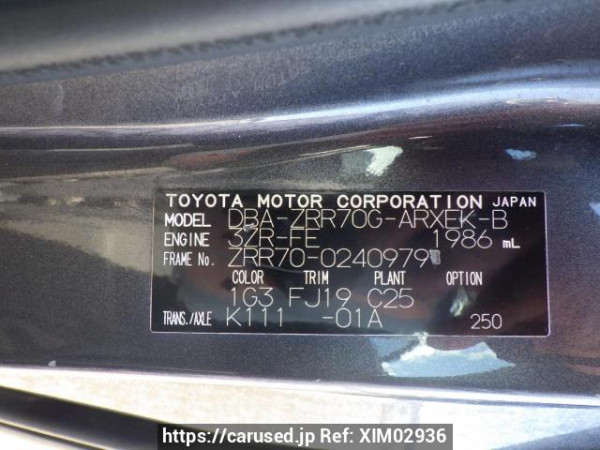 TOYOTA MOTOR CORPORATION JAPAN
MODEL DBA-ZRR70G-ARXEK-B
ENGINE 3ZR-FE 1986 mL
FRAME No. ZRR70-0240979
COLOR TRIM PLANT OPTION
1G3 FJ19 C25
TRANS./AXLE K111 -01A 250
https://carused.jp Ref: XIM02936